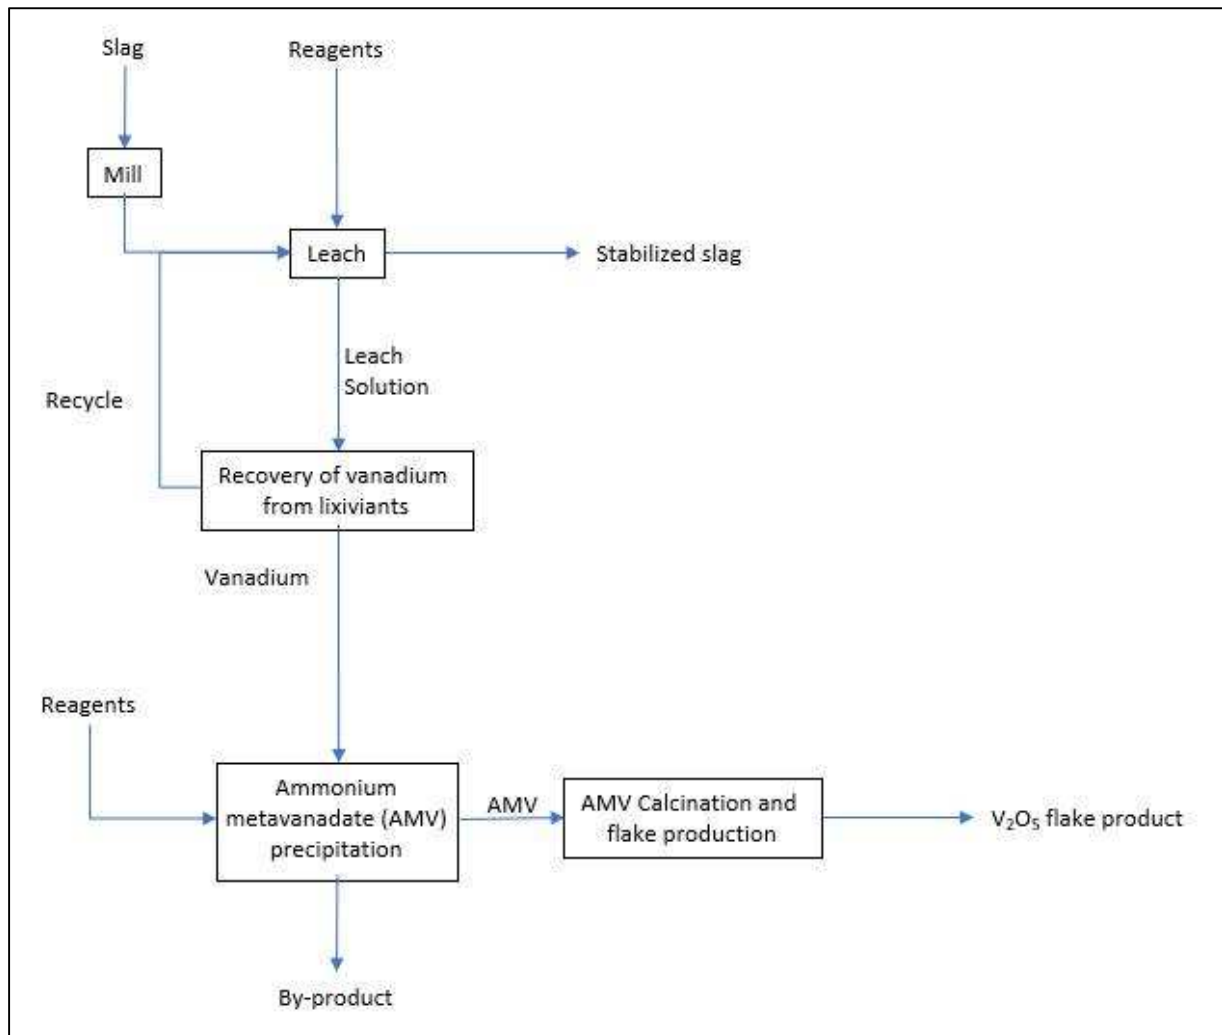 Slag
Reagents
Mill
Leach
Stabilized slag
Leach
Solution
Recycle
Recovery of vanadium
from lixiviants
Vanadium
Reagents
Ammonium
metavanadate (AMV)
precipitation
AMV
AMV Calcination and
flake production
V₂O₅ flake product
By-product